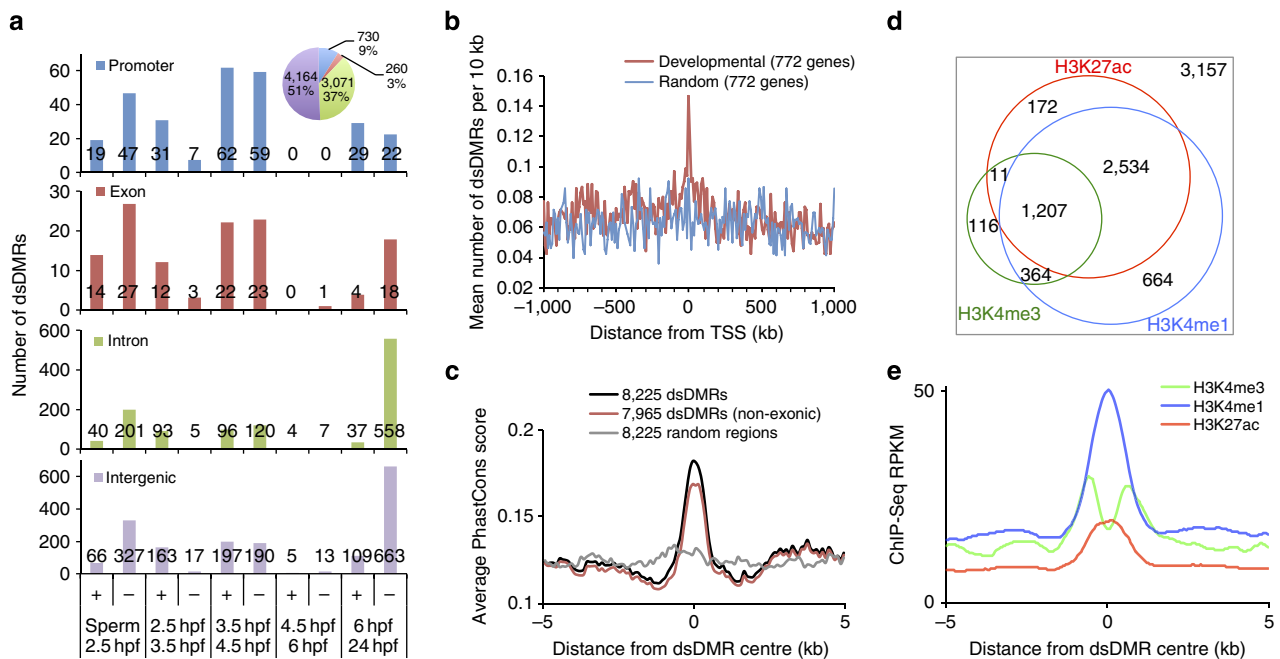 a
Number of dsDMRs
Promoter
60
40
20
0
19 47 31 7 62 59 0 0 29 22
730
9%
260
3%
3,071
37%
4,164
51%
Exon
30
20
10
0
14 27 12 3 22 23 0 1 4 18
Intron
600
400
200
0
40 201 93 5 96 120 4 7 37 558
Intergenic
600
400
200
0
66 327 163 17 197 190 5 13 109 663
+ − + − + − + − + −
Sperm 2.5 hpf 3.5 hpf 4.5 hpf 6 hpf
2.5 hpf 3.5 hpf 4.5 hpf 6 hpf 24 hpf
b
Developmental (772 genes)
Random (772 genes)
Mean number of dsDMRs per 10 kb
0.16
0.14
0.12
0.1
0.08
0.06
0.04
0.02
−1,000 −500 0 500 1,000
Distance from TSS (kb)
c
8,225 dsDMRs
7,965 dsDMRs (non-exonic)
8,225 random regions
Average PhastCons score
0.2
0.15
0.1
−5 0 5
Distance from dsDMR centre (kb)
d
H3K27ac
3,157
172
2,534
11
1,207
116
364
664
H3K4me3
H3K4me1
e
H3K4me3
H3K4me1
H3K27ac
ChIP-Seq RPKM
50
0
−5 0 5
Distance from dsDMR centre (kb)